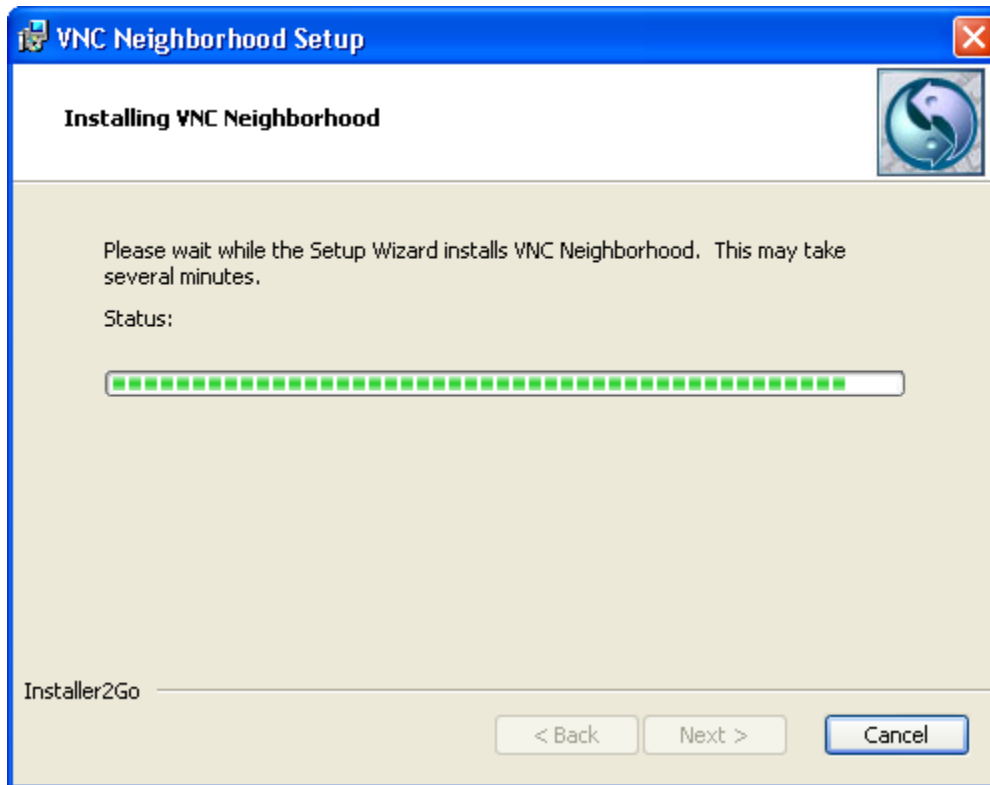 VNC Neighborhood Setup
Installing VNC Neighborhood
Please wait while the Setup Wizard installs VNC Neighborhood.  This may take
several minutes.
Status:
Installer2Go
< Back
Next >
Cancel